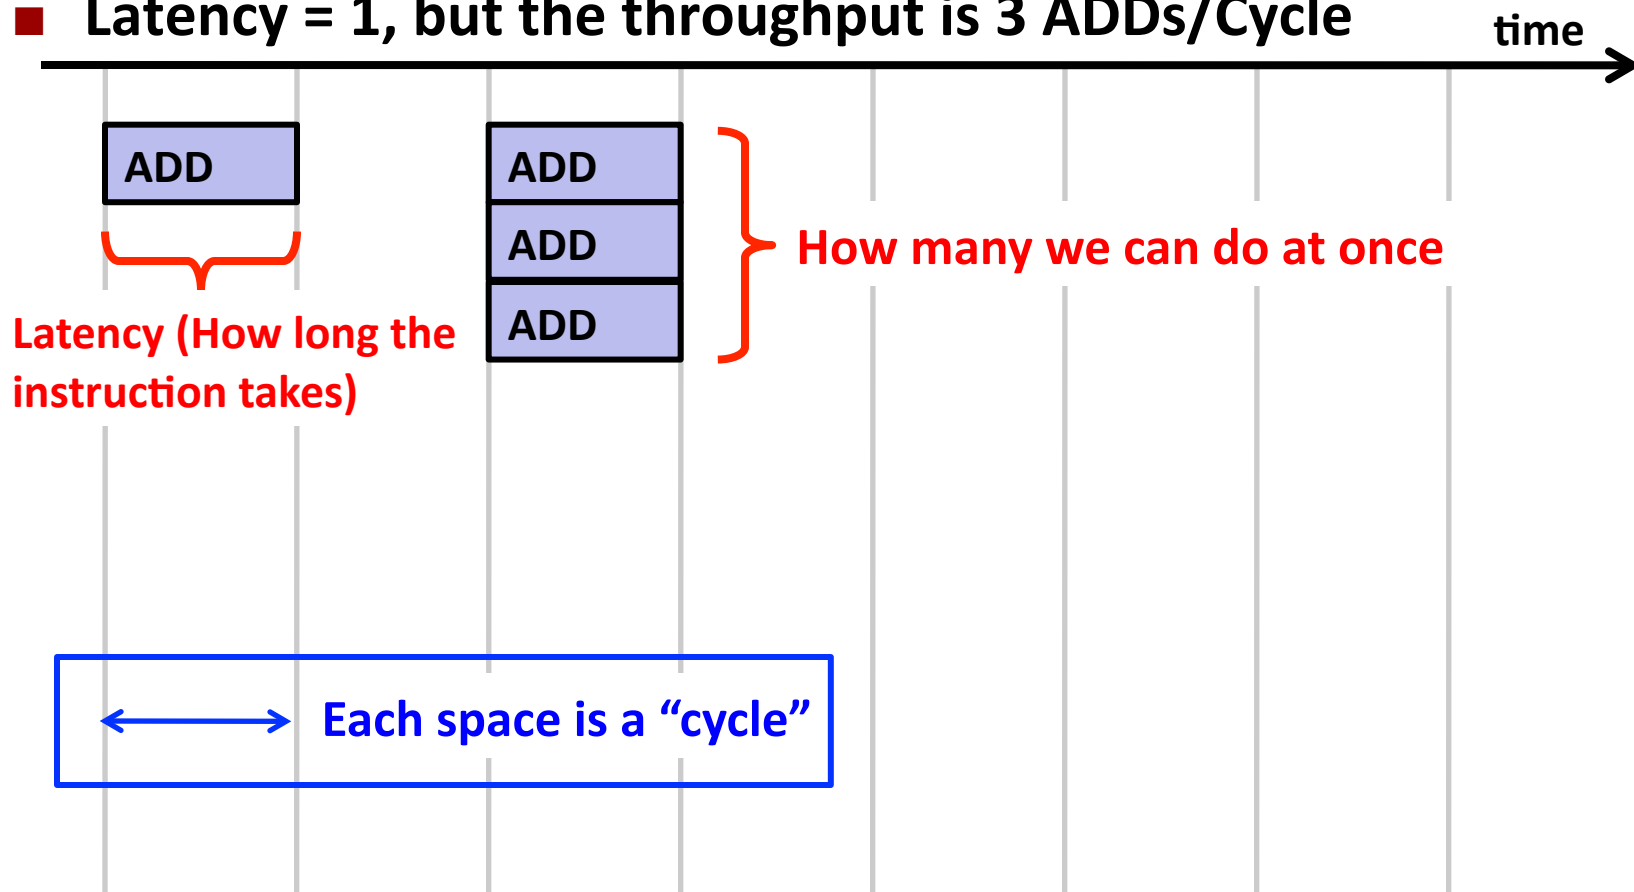 Latency = 1, but the throughput is 3 ADDs/Cycle
time
ADD
ADD
ADD
ADD
How many we can do at once
Latency (How long the
instruction takes)
Each space is a “cycle”